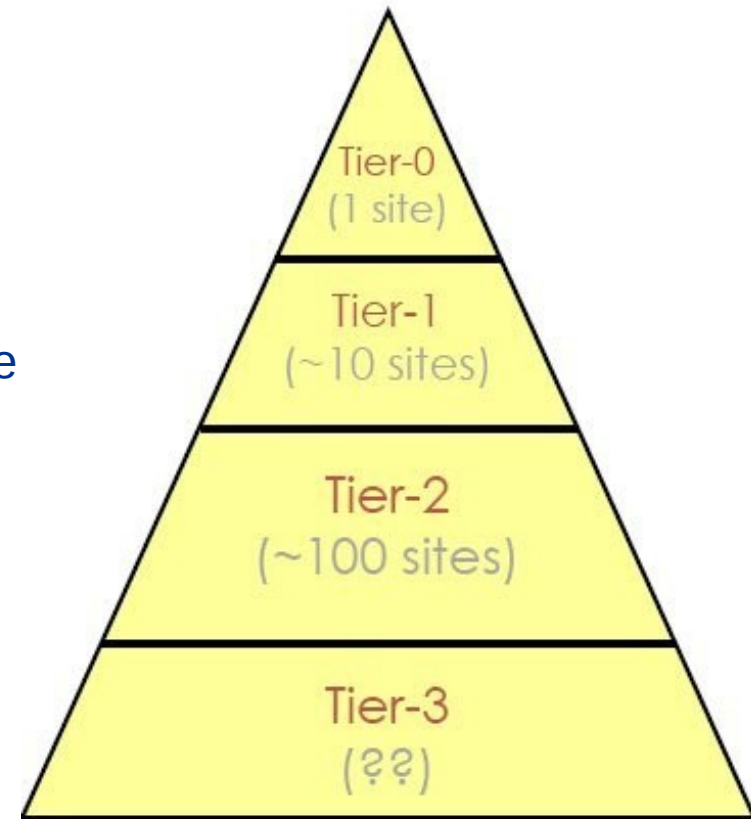 Tier-0
(1 site)
Tier-1
(~10 sites)
e
Tier-2
(~100 sites)
Tier-3
(??)